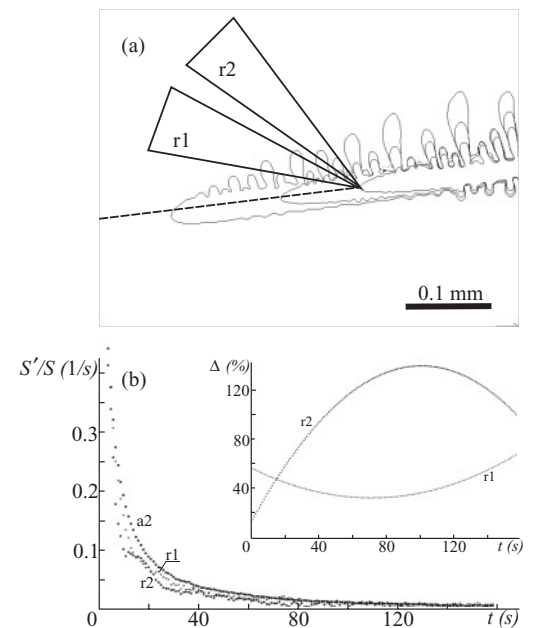 (a)
r2
r1
0.1 mm
S′/S (1/s)
(b)
Δ (%)
120
r2
80
0.3
r1
40
0.2
a2
0
40
80
120
t (s)
0.1
r1
r2
0
40
80
120
t (s)